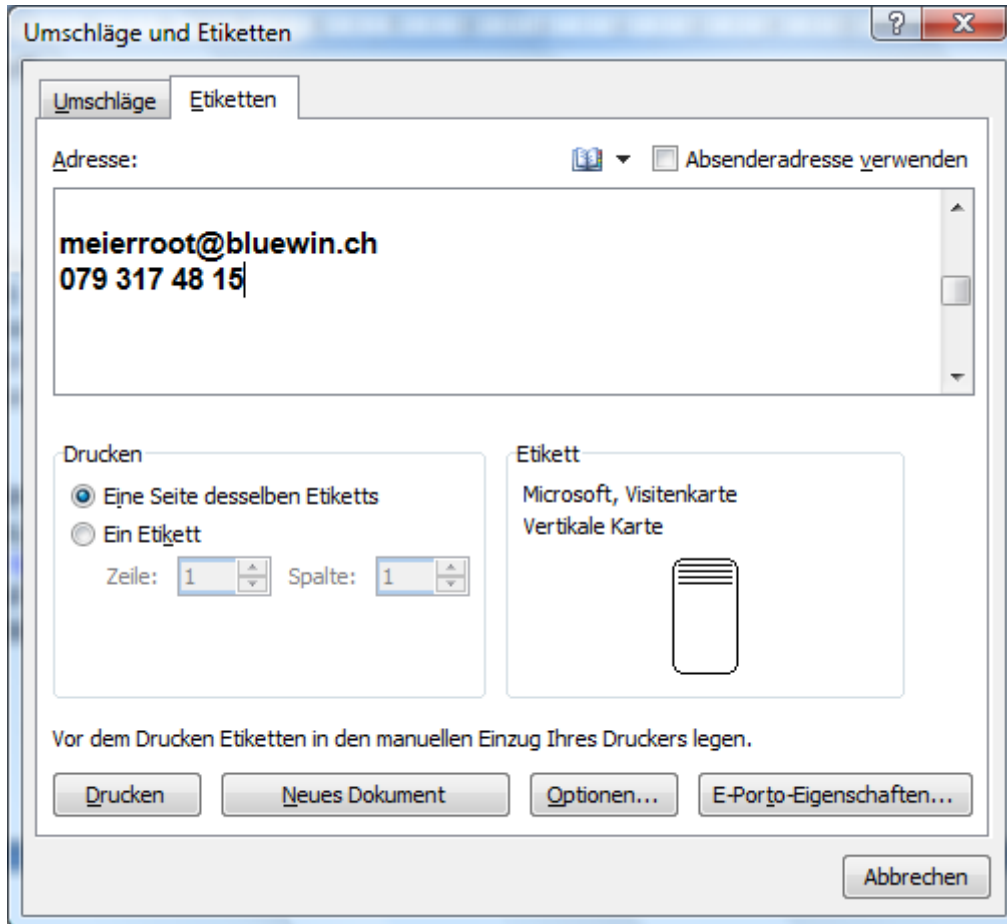 Umschläge und Etiketten
Umschläge Etiketten
Adresse: Absenderadresse verwenden
meierroot@bluewin.ch
079 317 48 15
Drucken Etikett
Eine Seite desselben Etiketts Microsoft, Visitenkarte
Ein Etikett Vertikale Karte
Zeile: 1 Spalte: 1
Vor dem Drucken Etiketten in den manuellen Einzug Ihres Druckers legen.
Drucken Neues Dokument Optionen... E-Porto-Eigenschaften...
Abbrechen